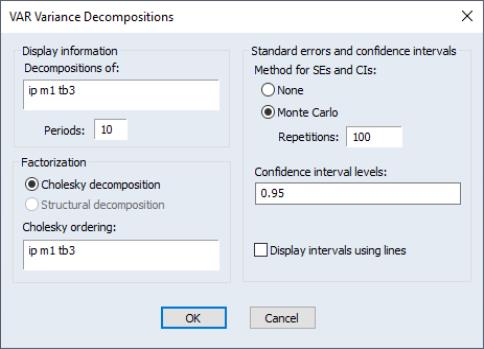 VAR Variance Decompositions
Display information
Decompositions of:
ip m1 tb3
Periods: 10
Factorization
Cholesky decomposition
Structural decomposition
Cholesky ordering:
ip m1 tb3
Standard errors and confidence intervals
Method for SEs and CIs:
None
Monte Carlo
Repetitions: 100
Confidence interval levels:
0.95
Display intervals using lines
OK
Cancel